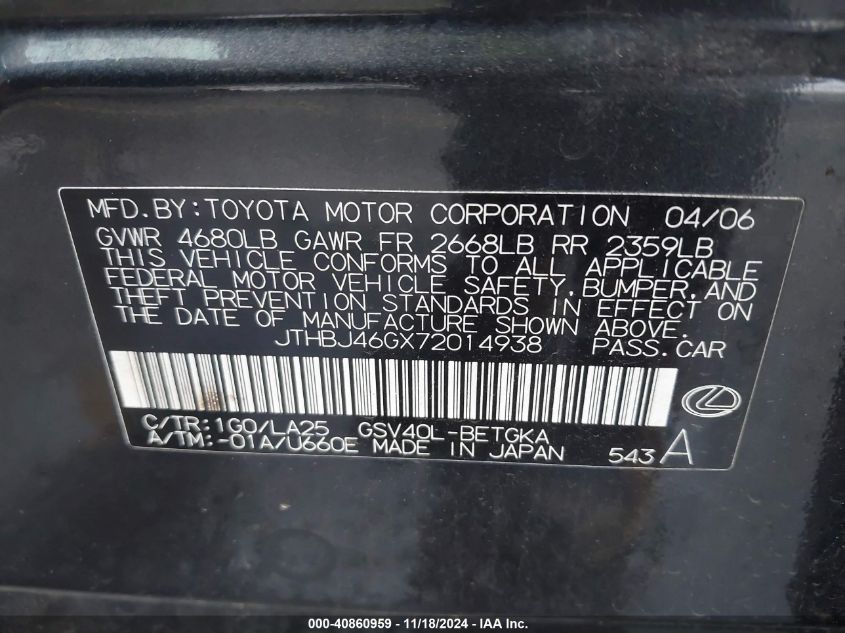 MFD.BY:TOYOTA MOTOR CORPORATION 04/06
GVWR 4680LB GAWR FR 2668LB RR 2359LB
THIS VEHICLE CONFORMS TO ALL APPLICABLE
FEDERAL MOTOR VEHICLE SAFETY,BUMPER,AND
THEFT PREVENTION STANDARDS IN EFFECT ON
THE DATE OF MANUFACTURE SHOWN ABOVE.
JTHBJ46GX72014938 PASS.CAR
C/TR:1G0/LA25 GSV40L-BETGKA
A/TM:-01A/U660E MADE IN JAPAN 543A
000-40860959 - 11/18/2024 - IAA Inc.